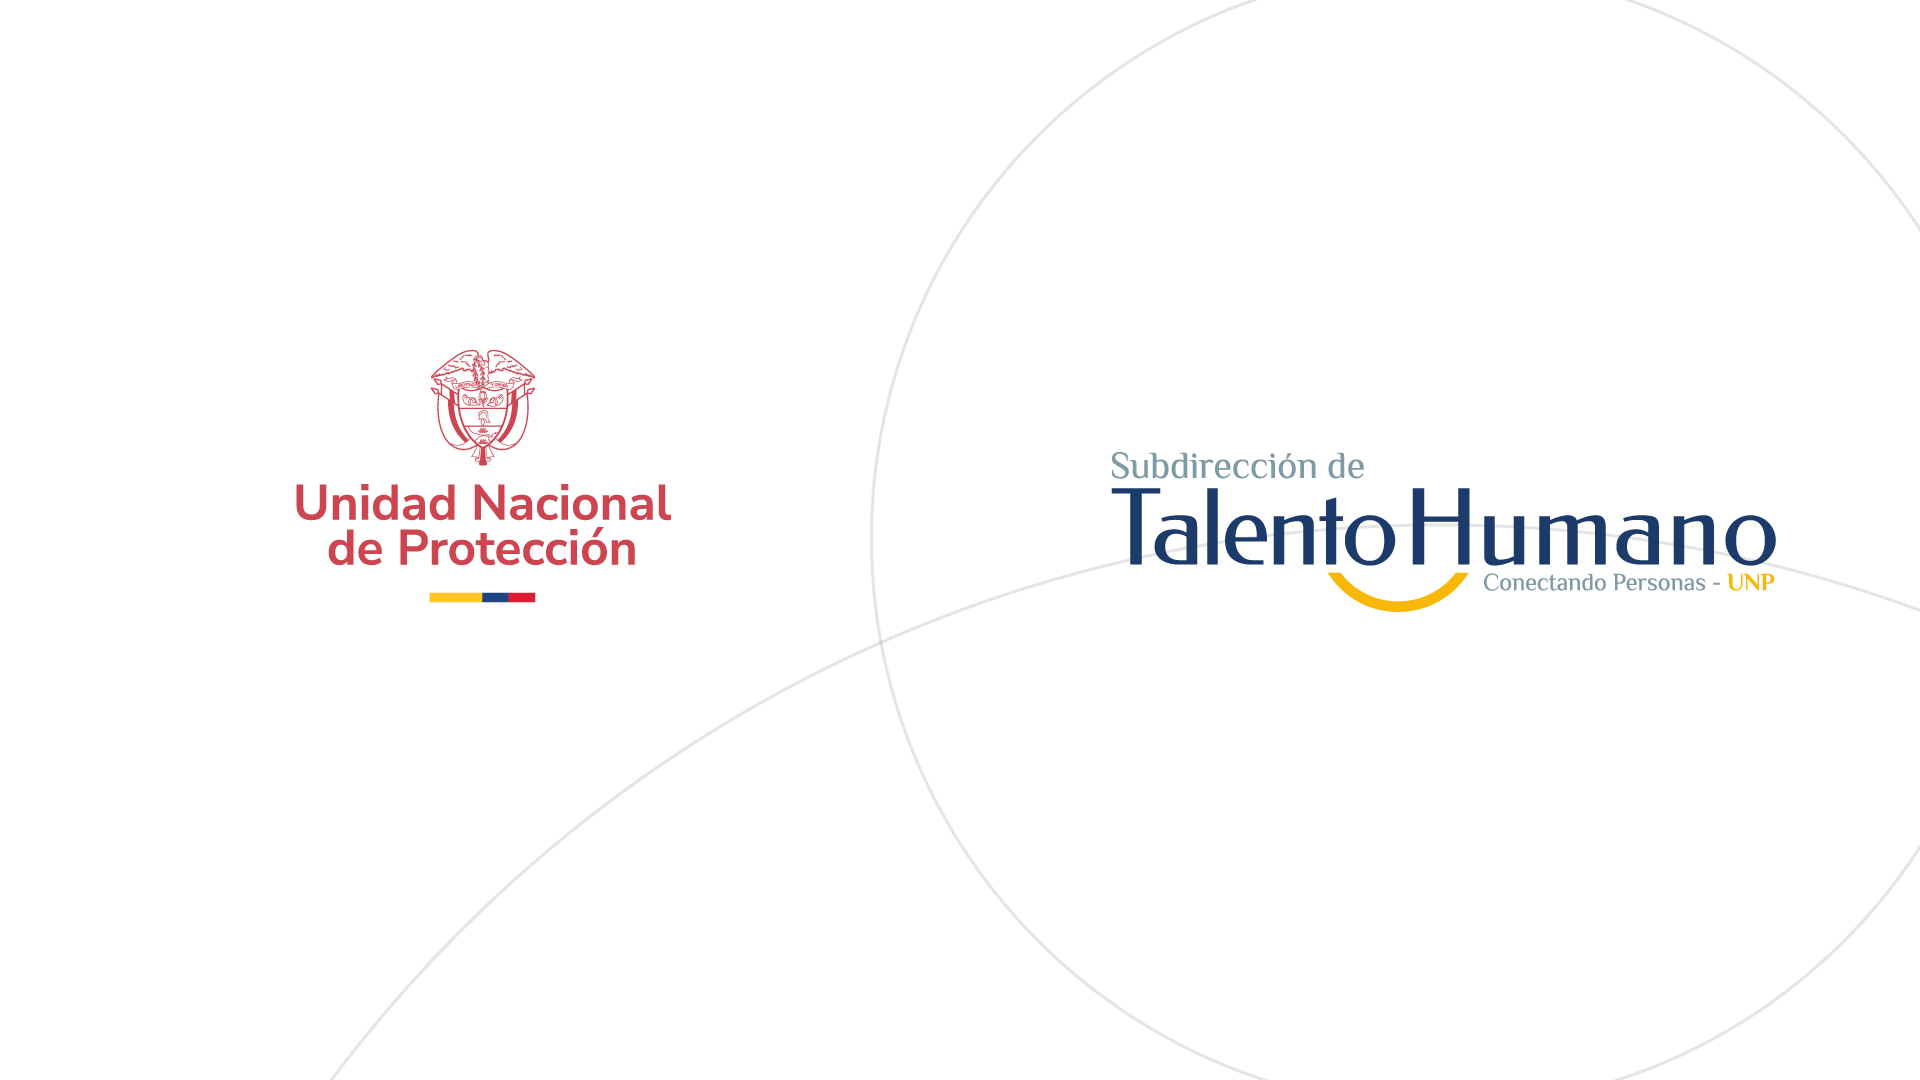 Unidad Nacional
de Protección
Subdirección de
Talento Humano
Conectando Personas - UNP